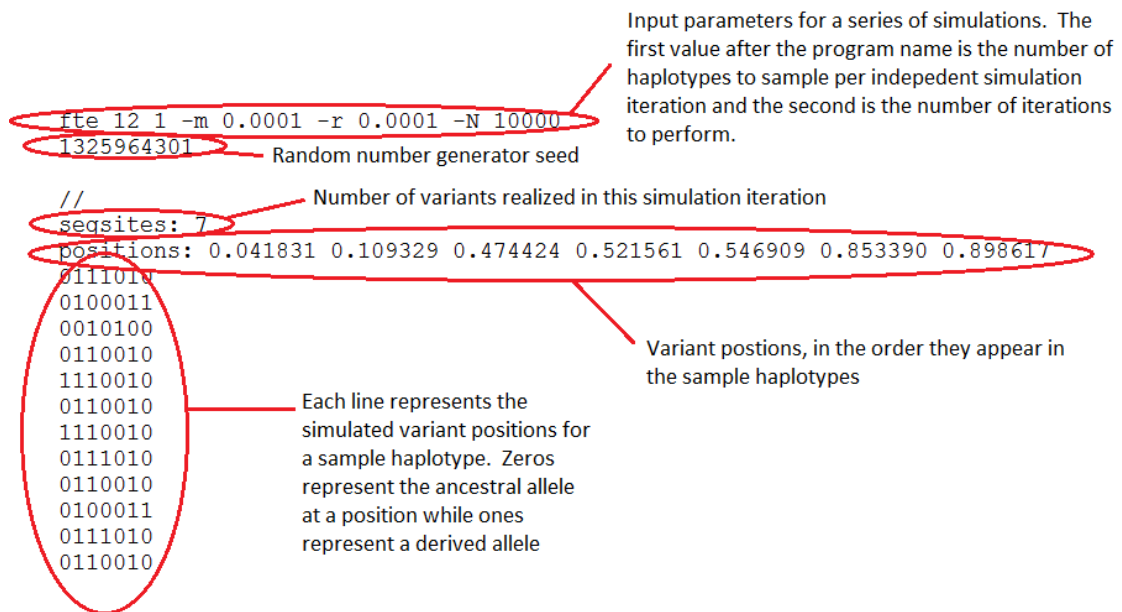 Input parameters for a series of simulations. The
first value after the program name is the number of
haplotypes to sample per indepedent simulation
iteration and the second is the number of iterations
to perform.
fte 12 1 -m 0.0001 -r 0.0001 -N 10000
1325964301
Random number generator seed
//
Number of variants realized in this simulation iteration
segsites: 7
positions: 0.041831 0.109329 0.474424 0.521561 0.546909 0.853390 0.898617
0111010
0100011
0010100
0110010
1110010
0110010
1110010
0111010
0110010
0100011
0111010
0110010
Variant postions, in the order they appear in
the sample haplotypes
Each line represents the
simulated variant positions for
a sample haplotype. Zeros
represent the ancestral allele
at a position while ones
represent a derived allele